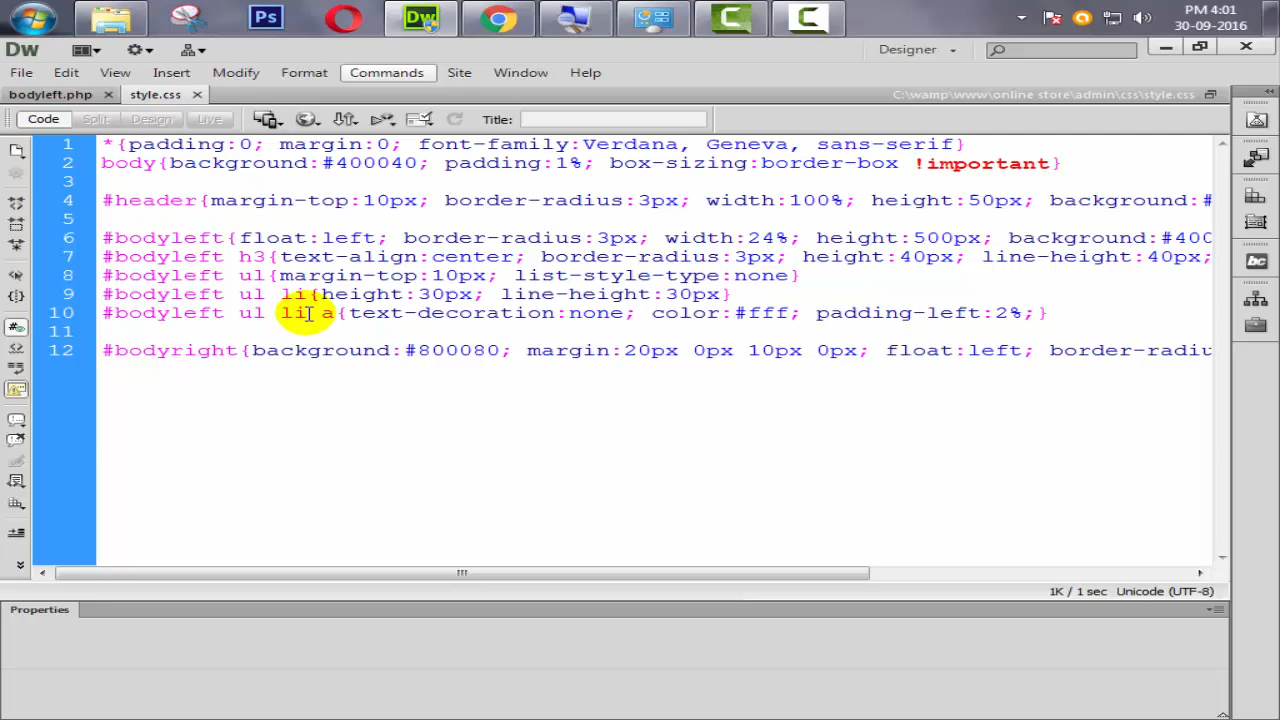 Ps
Dw
PM 4:01
30-09-2016
Dw
Designer
File Edit View Insert Modify Format Commands Site Window Help
bodyleft.php × style.css ×
C:\wamp\www\online store\admin\css\style.css
Code Split Design Live Title:
1 *{padding:0; margin:0; font-family:Verdana, Geneva, sans-serif}
2 body{background:#400040; padding:1%; box-sizing:border-box !important}
3
4 #header{margin-top:10px; border-radius:3px; width:100%; height:50px; background:#
5
6 #bodyleft{float:left; border-radius:3px; width:24%; height:500px; background:#400
7 #bodyleft h3{text-align:center; border-radius:3px; height:40px; line-height:40px;
8 #bodyleft ul{margin-top:10px; list-style-type:none}
9 #bodyleft ul li{height:30px; line-height:30px}
10 #bodyleft ul li a{text-decoration:none; color:#fff; padding-left:2%;}
11
12 #bodyright{background:#800080; margin:20px 0px 10px 0px; float:left; border-radiu
bc
1K / 1 sec Unicode (UTF-8)
Properties